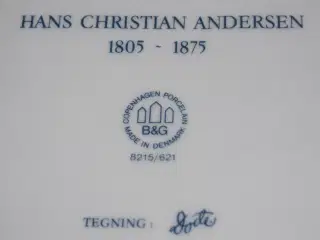 HANS CHRISTIAN ANDERSEN
1805 - 1875
COPENHAGEN PORCELAIN
B&G
MADE IN DENMARK
8215/621
TEGNING: